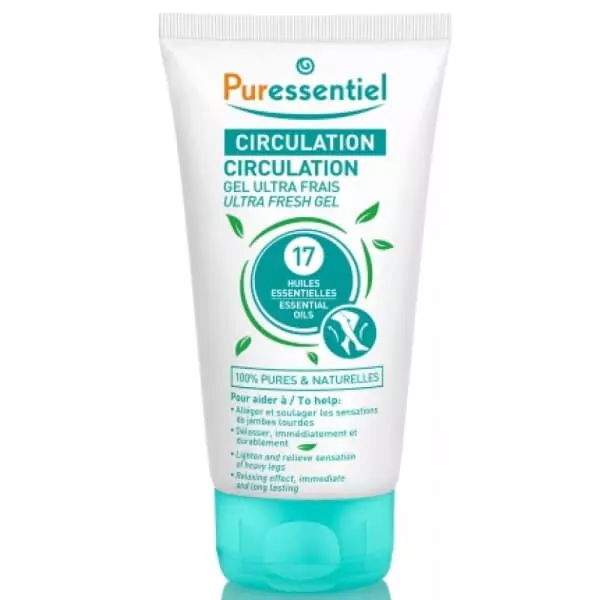 Puressentiel
CIRCULATION
CIRCULATION
GEL ULTRA FRAIS
ULTRA FRESH GEL
17
HUILES
ESSENTIELLES
ESSENTIAL
OILS
100% PURES & NATURELLES
Pour aider à / To help:
• Alléger et soulager les sensations
de jambes lourdes
• Délasser, immédiatement et
durablement
• Lighten and relieve sensation
of heavy legs
• Relaxing effect, immediate
and long lasting